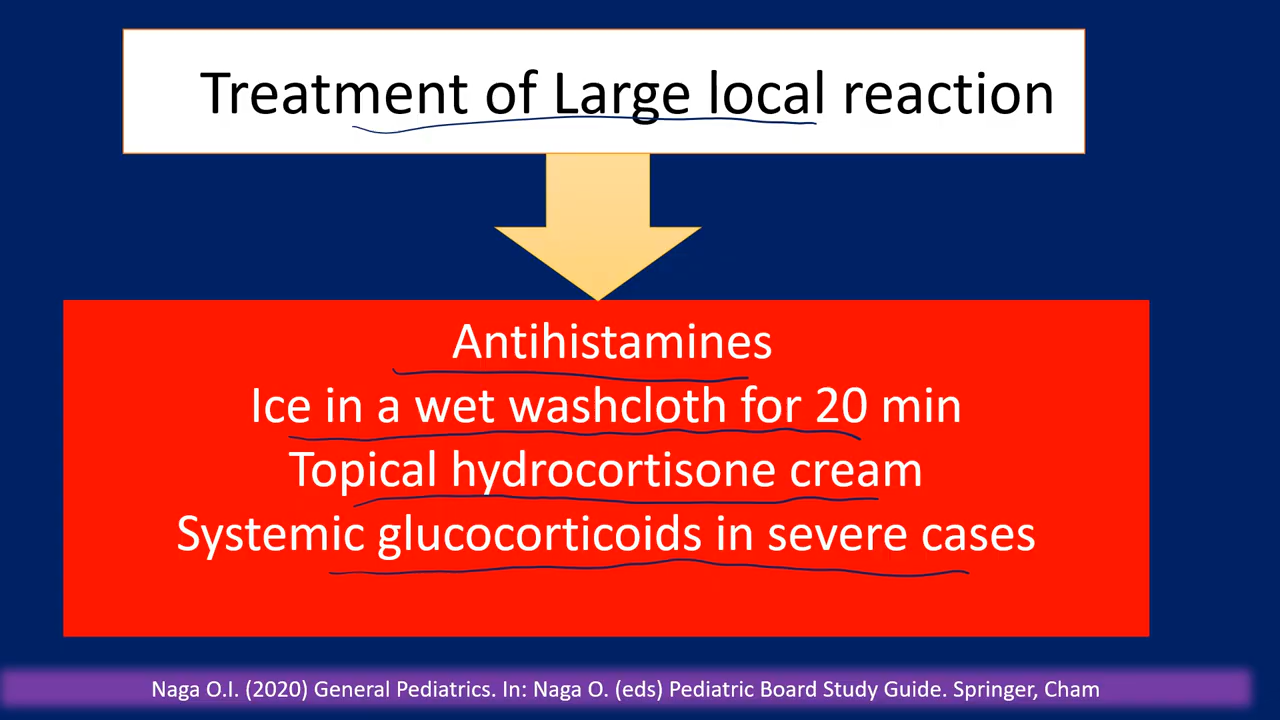 Treatment of Large local reaction
Antihistamines
Ice in a wet washcloth for 20 min
Topical hydrocortisone cream
Systemic glucocorticoids in severe cases
Naga O.I. (2020) General Pediatrics. In: Naga O. (eds) Pediatric Board Study Guide. Springer, Cham